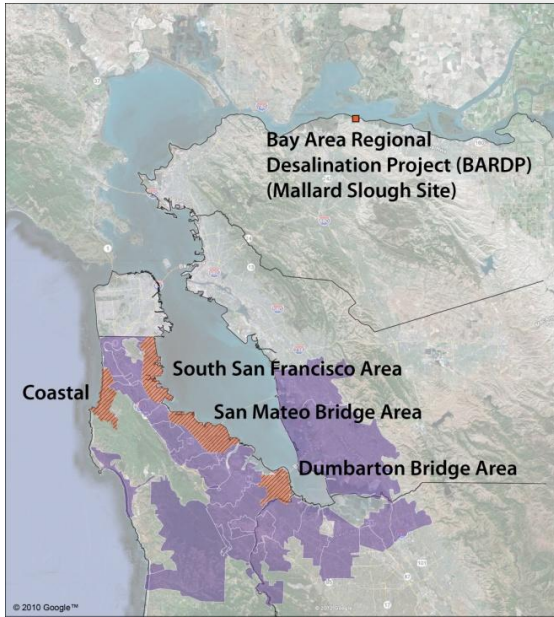 Bay Area Regional
Desalination Project (BARDP)
(Mallard Slough Site)
South San Francisco Area
Coastal
San Mateo Bridge Area
Dumbarton Bridge Area
© 2010 Google™